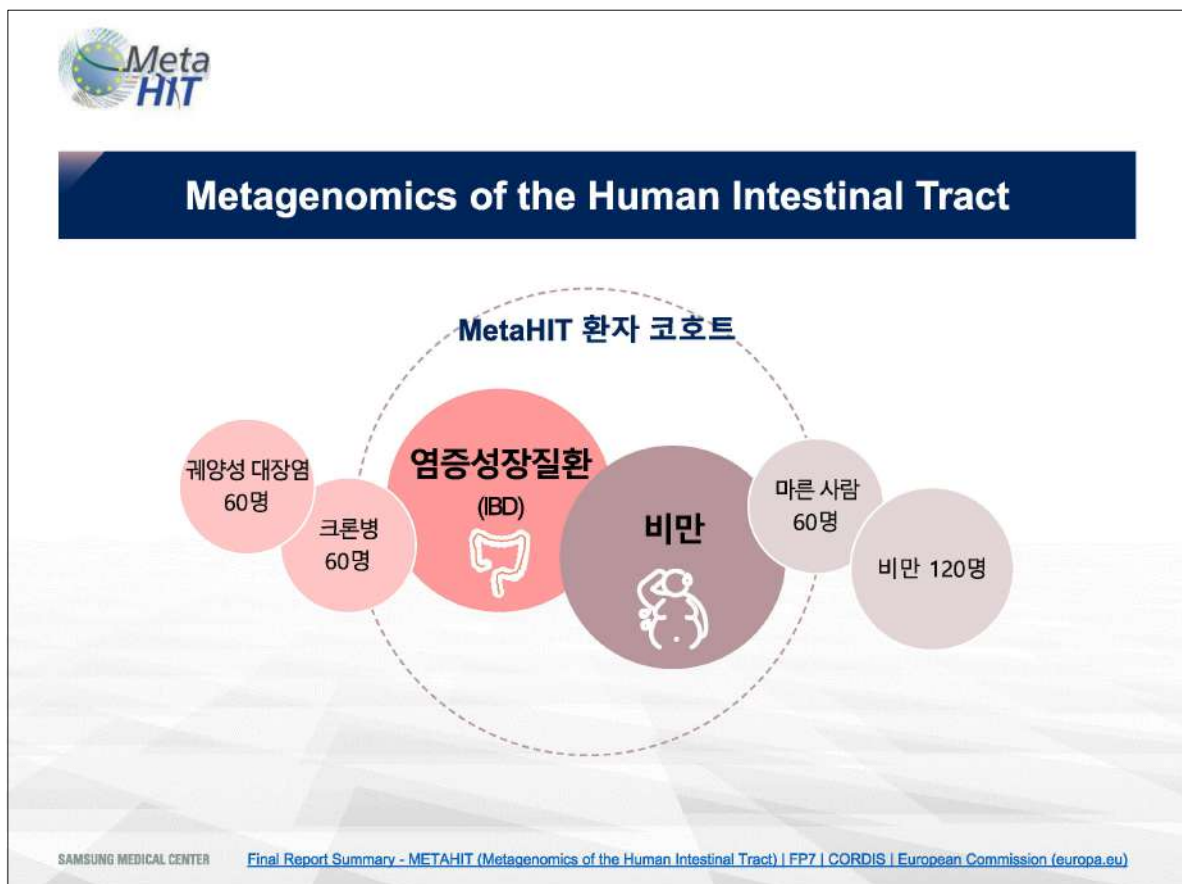 Meta
HIT
Metagenomics of the Human Intestinal Tract
MetaHIT 환자 코호트
궤양성 대장염
60명
크론병
60명
염증성장질환
(IBD)
비만
마른 사람
60명
비만 120명
SAMSUNG MEDICAL CENTER
Final Report Summary - METAHIT (Metagenomics of the Human Intestinal Tract) | FP7 | CORDIS | European Commission (europa.eu)